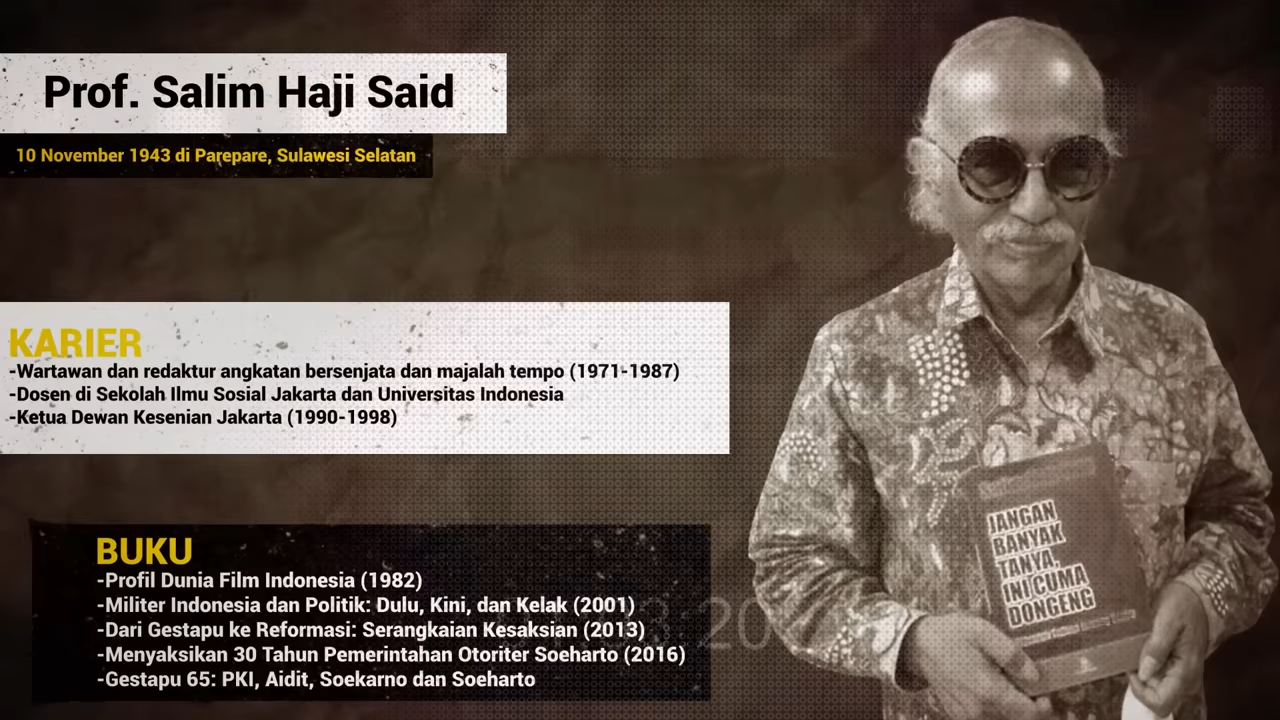 Prof. Salim Haji Said
10 November 1943 di Parepare, Sulawesi Selatan
KARIER
-Wartawan dan redaktur angkatan bersenjata dan majalah tempo (1971-1987)
-Dosen di Sekolah Ilmu Sosial Jakarta dan Universitas Indonesia
-Ketua Dewan Kesenian Jakarta (1990-1998)
BUKU
-Profil Dunia Film Indonesia (1982)
-Militer Indonesia dan Politik: Dulu, Kini, dan Kelak (2001)
-Dari Gestapu ke Reformasi: Serangkaian Kesaksian (2013)
-Menyaksikan 30 Tahun Pemerintahan Otoriter Soeharto (2016)
-Gestapu 65: PKI, Aidit, Soekarno dan Soeharto
JANGAN
BANYAK
TANYA,
INI CUMA
DONGENG